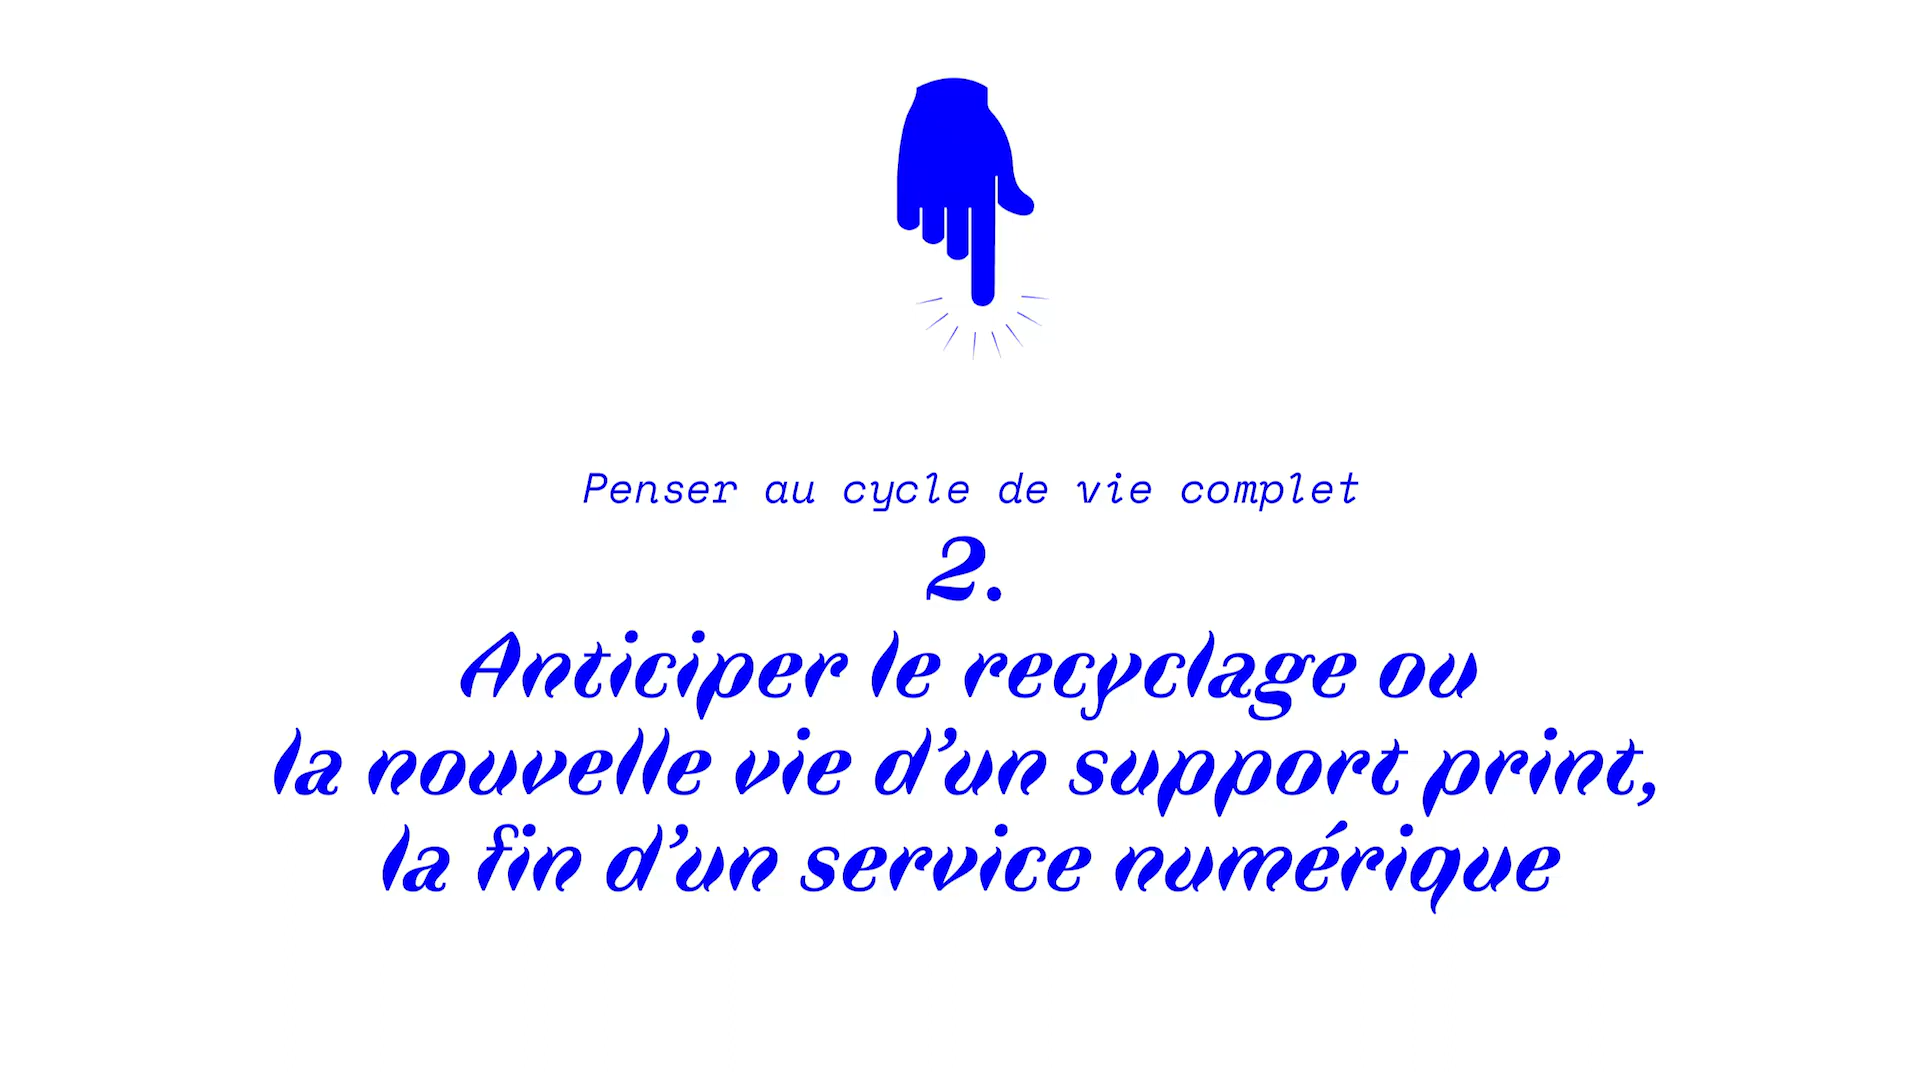 Penser au cycle de vie complet
2.
Anticiper le recyclage ou
la nouvelle vie d’un support print,
la fin d’un service numérique